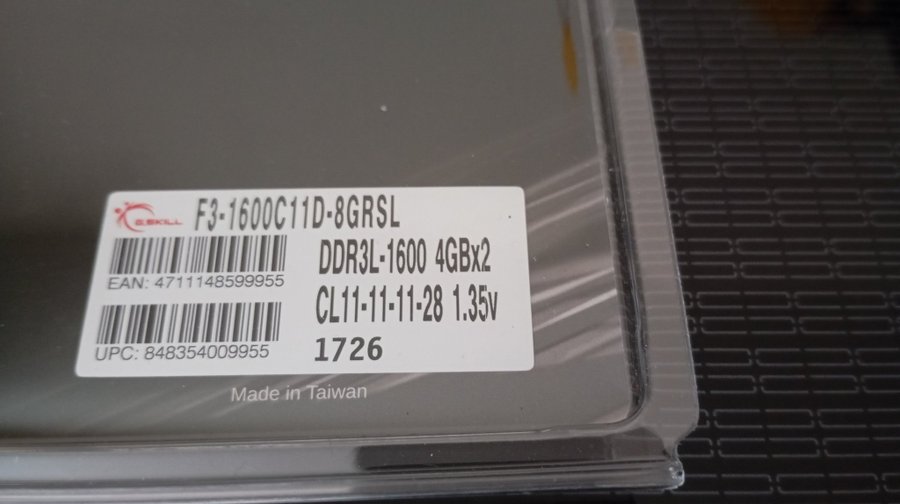 G.SKILL F3-1600C11D-8GRSL
DDR3L-1600 4GBx2
EAN: 4711148599955
CL11-11-11-28 1.35v
UPC: 848354009955
1726
Made in Taiwan